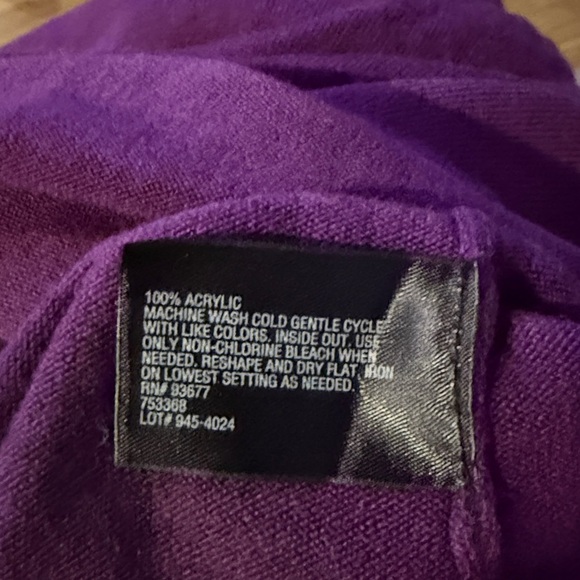 100% ACRYLIC
MACHINE WASH COLD GENTLE CYCLE
WITH LIKE COLORS. INSIDE OUT. USE
ONLY NON-CHLORINE BLEACH WHEN
NEEDED. RESHAPE AND DRY FLAT. IRON
ON LOWEST SETTING AS NEEDED.
RN# 93677
753368
LOT# 945-4024